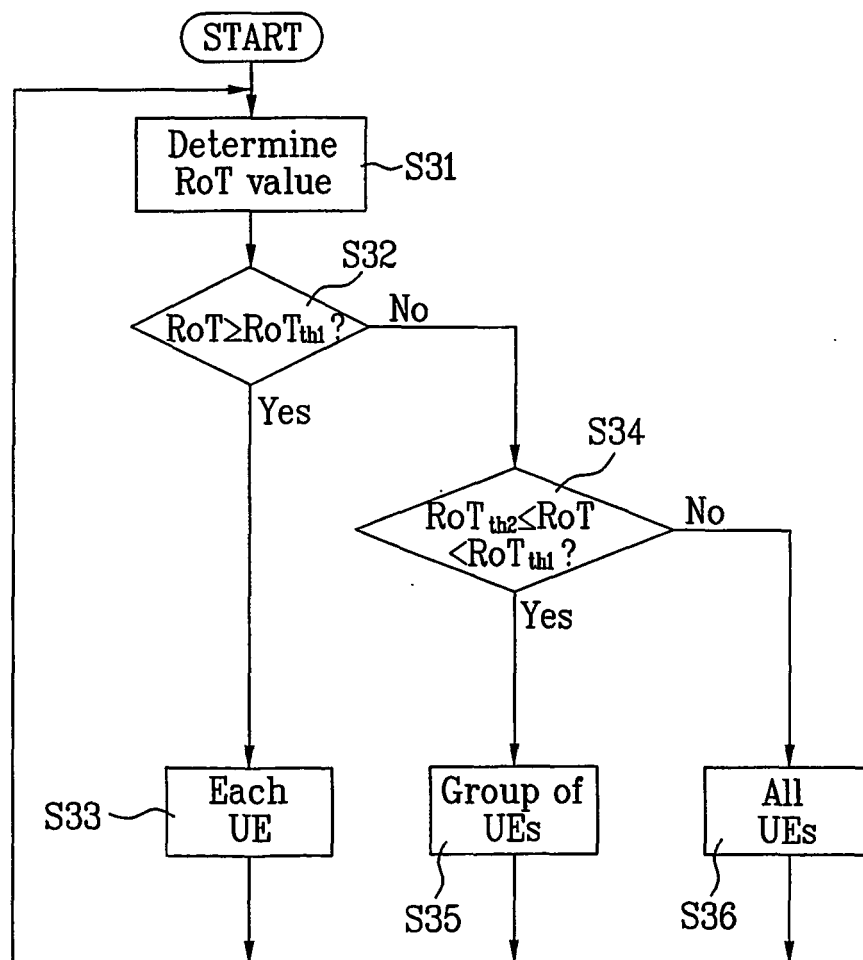 START
Determine
RoT value
S31
S32
RoT≥RoTth1?
No
Yes
S34
RoTth2≤RoT
<RoTth1?
No
Yes
Each
UE
S33
Group of
UEs
S35
All
UEs
S36